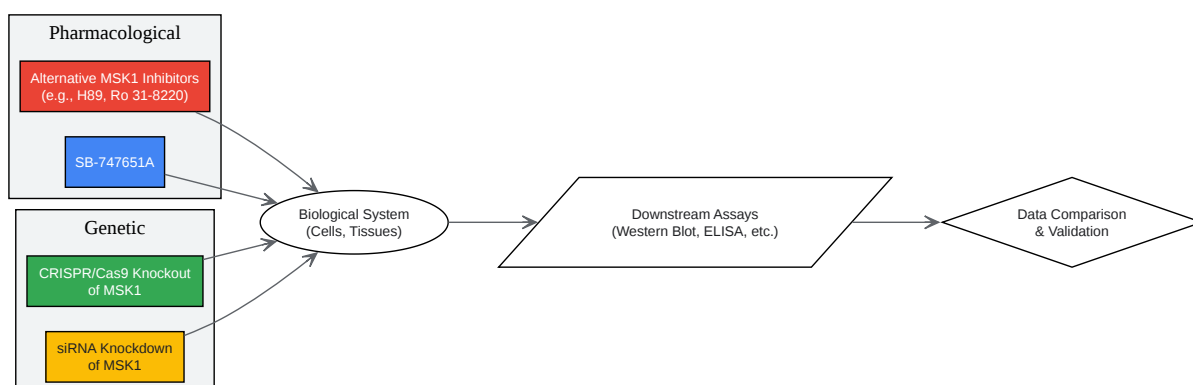 Pharmacological
Alternative MSK1 Inhibitors
(e.g., H89, Ro 31-8220)
SB-747651A
Genetic
CRISPR/Cas9 Knockout
of MSK1
siRNA Knockdown
of MSK1
Biological System
(Cells, Tissues)
Downstream Assays
(Western Blot, ELISA, etc.)
Data Comparison
& Validation